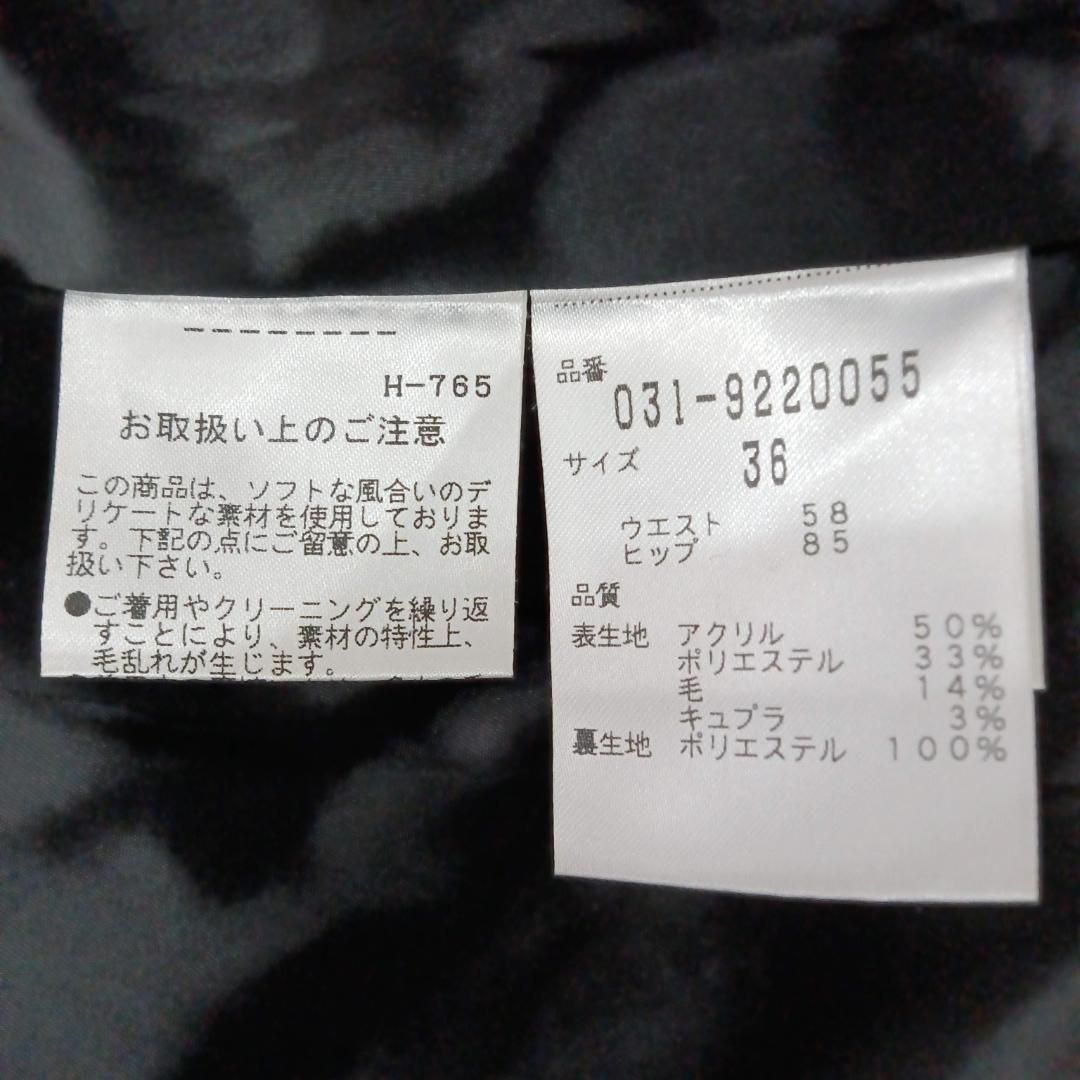 H-765
お取扱い上のご注意
この商品は、ソフトな風合いのデ
リケートな素材を使用しておりま
す。下記の点にご留意の上、お取
扱い下さい。
●ご着用やクリーニングを繰り返
すことにより、素材の特性上、
毛乱れが生じます。
品番 031-9220055
サイズ 36
ウエスト 58
ヒップ 85
品質
表生地 アクリル 50%
ポリエステル 33%
毛 14%
キュプラ 3%
裏生地 ポリエステル 100%